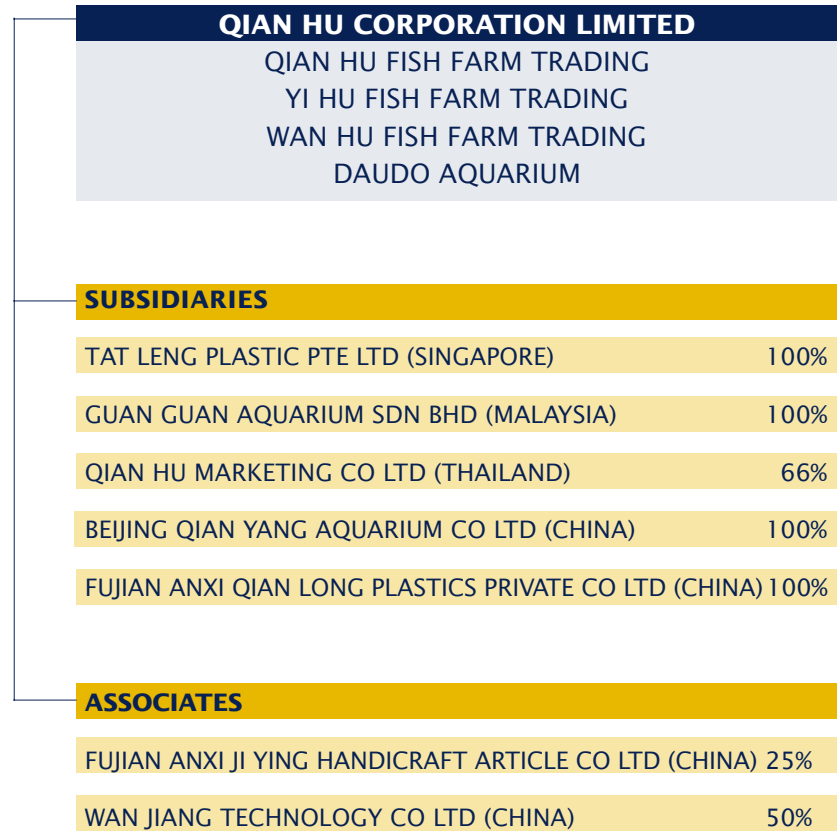 QIAN HU CORPORATION LIMITED
QIAN HU FISH FARM TRADING
YI HU FISH FARM TRADING
WAN HU FISH FARM TRADING
DAUDO AQUARIUM
SUBSIDIARIES
TAT LENG PLASTIC PTE LTD (SINGAPORE) 100%
GUAN GUAN AQUARIUM SDN BHD (MALAYSIA) 100%
QIAN HU MARKETING CO LTD (THAILAND) 66%
BEIJING QIAN YANG AQUARIUM CO LTD (CHINA) 100%
FUJIAN ANXI QIAN LONG PLASTICS PRIVATE CO LTD (CHINA) 100%
ASSOCIATES
FUJIAN ANXI JI YING HANDICRAFT ARTICLE CO LTD (CHINA) 25%
WAN JIANG TECHNOLOGY CO LTD (CHINA) 50%